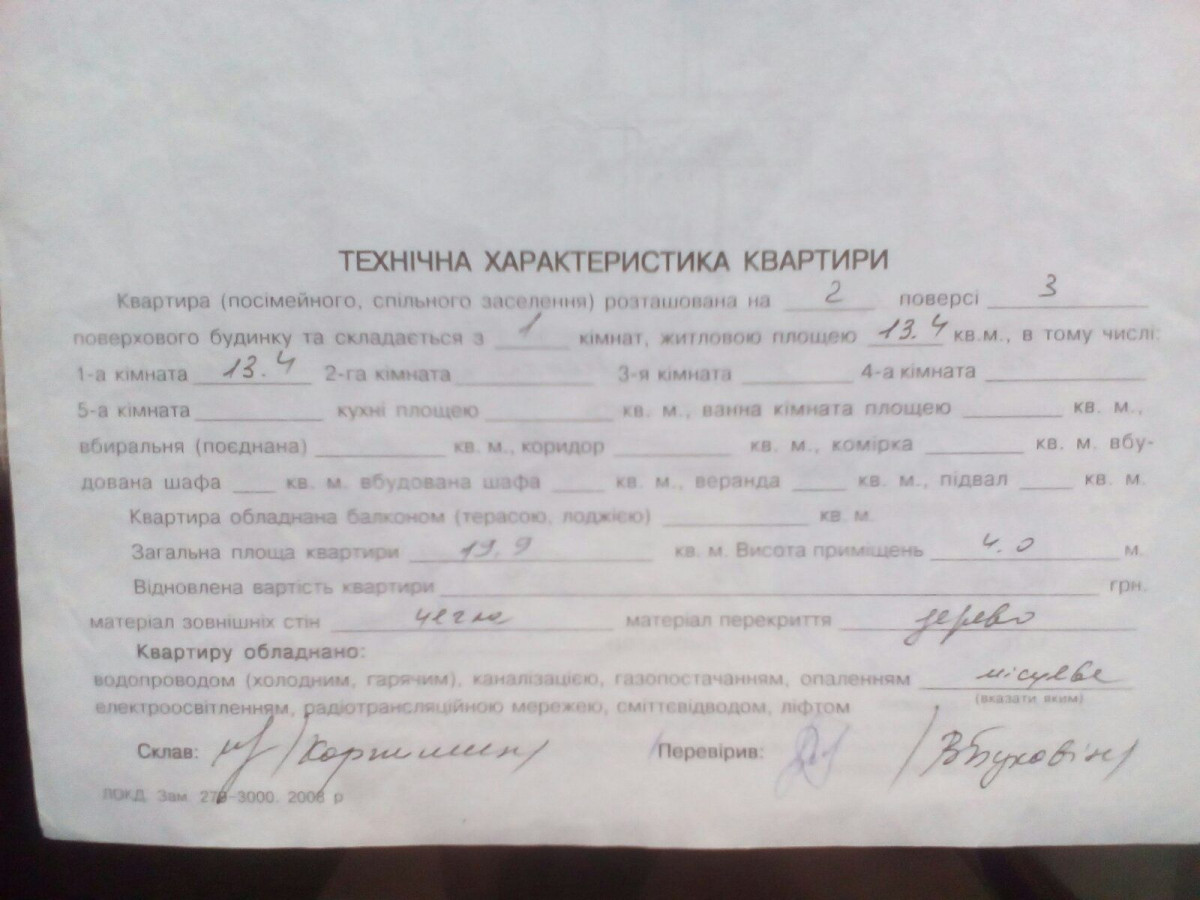 ТЕХНІЧНА ХАРАКТЕРИСТИКА КВАРТИРИ
Квартира (посімейного, спільного заселення) розташована на 2 поверсі 3
поверхового будинку та складається з 1 кімнат, житловою площею 13.4 кв.м., в тому числі:
1-а кімната 13.4 2-га кімната 3-я кімната 4-а кімната
5-а кімната кухні площею кв. м., ванна кімната площею кв. м.,
вбиральня (поєднана) кв. м., коридор кв. м., комірка кв. м. вбу-
дована шафа кв. м. вбудована шафа кв. м., веранда кв. м., підвал кв. м.
Квартира обладнана балконом (терасою, лоджією) кв. м.
Загальна площа квартири 19.9 кв. м. Висота приміщень 4.0 м.
Відновлена вартість квартири грн.
матеріал зовнішніх стін цегла матеріал перекриття дерево
Квартиру обладнано:
водопроводом (холодним, гарячим), каналізацією, газопостачанням, опаленням місцеве
(вказати яким)
електроосвітленням, радіотрансляційною мережею, сміттєвідводом, ліфтом
Склав: Перевірив:
Зам. 3000. 2006 р